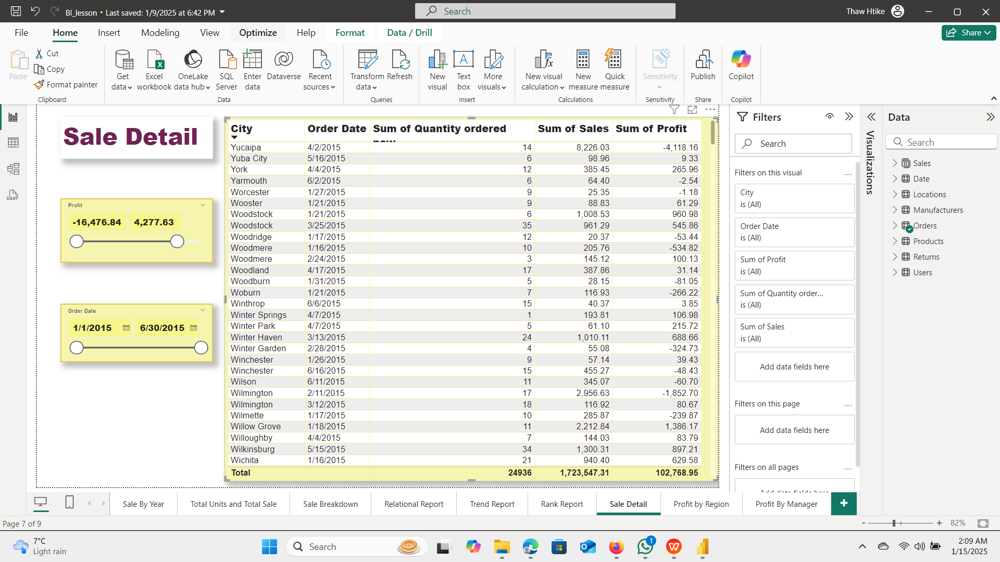 BI_lesson • Last saved: 1/9/2025 at 6:42 PM
Search
Thaw Htike
File
Home
Insert
Modeling
View
Optimize
Help
Format
Data / Drill
Share
Paste
Cut
Copy
Format painter
Clipboard
Get data
Excel workbook
OneLake data hub
SQL Server
Enter data
Dataverse
Recent sources
Data
Transform data
Refresh
Queries
New visual
Text box
More visuals
Insert
New visual calculation
New measure
Quick measure
Calculations
Sensitivity
Sensitivity
Publish
Share
Copilot
Copilot
Sale Detail
Profit
-16,476.84 4,277.63
Order Date
1/1/2015 6/30/2015
City Order Date Sum of Quantity ordered Sum of Sales Sum of Profit
Yucaipa 4/2/2015 14 8,226.03 -4,118.16
Yuba City 5/16/2015 6 98.96 9.33
York 4/4/2015 12 385.45 265.96
Yarmouth 6/2/2015 6 64.40 -2.54
Worcester 1/27/2015 9 25.35 -1.18
Wooster 1/21/2015 9 88.83 61.29
Woodstock 1/21/2015 6 1,008.53 960.98
Woodstock 3/25/2015 35 961.29 545.86
Woodridge 1/17/2015 12 20.37 -53.44
Woodmere 1/16/2015 10 205.76 -534.82
Woodmere 2/24/2015 3 145.12 100.13
Woodland 4/17/2015 17 387.86 31.14
Woodburn 1/31/2015 5 28.15 -81.05
Woburn 1/21/2015 7 116.93 -266.22
Winthrop 6/6/2015 15 40.37 3.85
Winter Springs 4/7/2015 1 193.81 106.98
Winter Park 4/7/2015 5 61.10 215.72
Winter Haven 3/13/2015 24 1,010.11 688.66
Winter Garden 2/28/2015 4 55.08 -324.73
Winchester 1/26/2015 9 57.14 39.43
Winchester 6/16/2015 15 455.27 -48.43
Wilson 6/11/2015 11 345.07 -60.70
Wilmington 2/11/2015 17 2,956.63 -1,852.70
Wilmington 3/12/2015 18 116.92 80.67
Wilmette 1/17/2015 10 285.87 -239.87
Willow Grove 1/18/2015 11 2,212.84 1,386.17
Willoughby 4/4/2015 7 144.03 83.79
Wilkinsburg 5/15/2015 34 1,300.31 897.21
Wichita 1/16/2015 21 940.40 629.58
Total 24936 1,723,547.31 102,768.95
Filters
Search
Filters on this visual
City
is (All)
Order Date
is (All)
Sum of Profit
is (All)
Sum of Quantity order...
is (All)
Sum of Sales
is (All)
Add data fields here
Filters on this page
Add data fields here
Filters on all pages
Visualizations
Data
Search
Sales
Date
Locations
Manufacturers
Orders
Products
Returns
Users
Sale By Year
Total Units and Total Sale
Sale Breakdown
Relational Report
Trend Report
Rank Report
Sale Detail
Profit by Region
Profit By Manager
Page 7 of 9
- + 82%
7°C
Light rain
Search
1
2:09 AM
1/15/2025